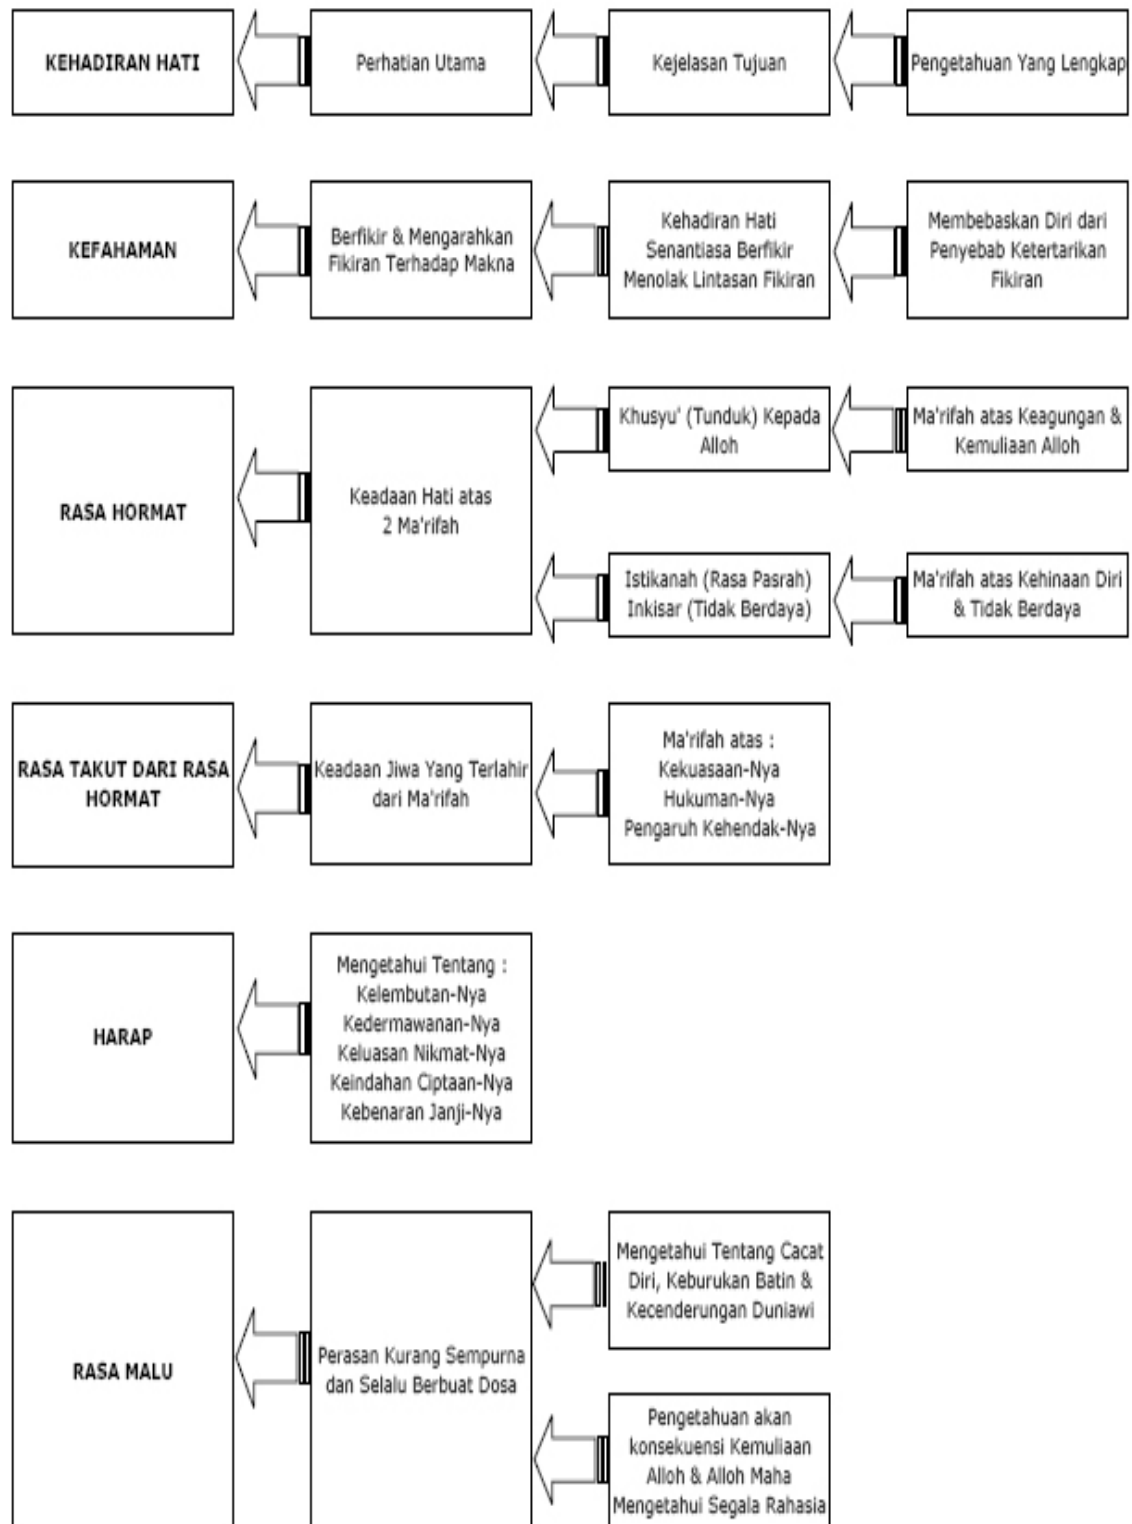 KEHADIRAN HATI
Perhatian Utama
Kejelasan Tujuan
Pengetahuan Yang Lengkap
KEFAHAMAN
Berfikir & Mengarahkan
Fikiran Terhadap Makna
Kehadiran Hati
Senantiasa Berfikir
Menolak Lintasan Fikiran
Membebaskan Diri dari
Penyebab Ketertarikan
Fikiran
RASA HORMAT
Keadaan Hati atas
2 Ma'rifah
Khusyu' (Tunduk) Kepada
Alloh
Ma'rifah atas Keagungan &
Kemuliaan Alloh
Istikanah (Rasa Pasrah)
Inkisar (Tidak Berdaya)
Ma'rifah atas Kehinaan Diri
& Tidak Berdaya
RASA TAKUT DARI RASA
HORMAT
Keadaan Jiwa Yang Terlahir
dari Ma'rifah
Ma'rifah atas :
Kekuasaan-Nya
Hukuman-Nya
Pengaruh Kehendak-Nya
HARAP
Mengetahui Tentang :
Kelembutan-Nya
Kedermawanan-Nya
Keluasan Nikmat-Nya
Keindahan Ciptaan-Nya
Kebenaran Janji-Nya
RASA MALU
Perasan Kurang Sempurna
dan Selalu Berbuat Dosa
Mengetahui Tentang Cacat
Diri, Keburukan Batin &
Kecenderungan Duniawi
Pengetahuan akan
konsekuensi Kemuliaan
Alloh & Alloh Maha
Mengetahui Segala Rahasia